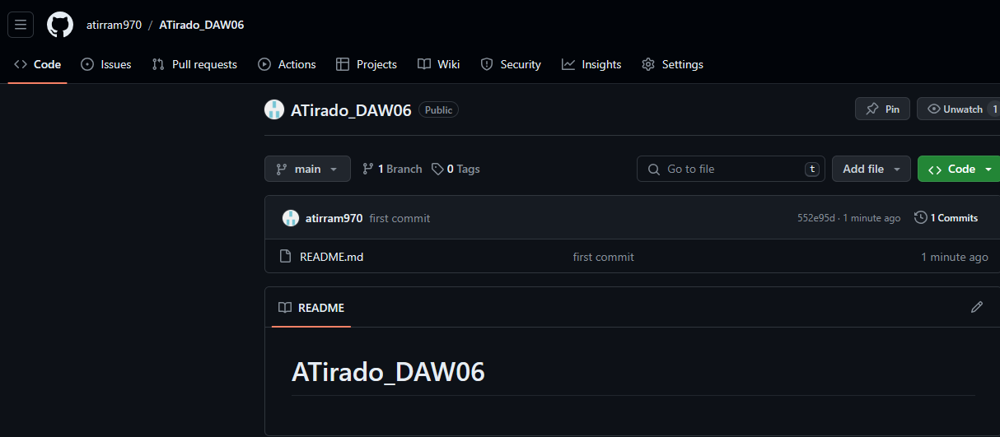 atirram970 / ATirado_DAW06
Code Issues Pull requests Actions Projects Wiki Security Insights Settings
ATirado_DAW06 Public Pin Unwatch 1
main 1 Branch 0 Tags Go to file t Add file Code
atirram970 first commit 552e95d · 1 minute ago 1 Commits
README.md first commit 1 minute ago
README
ATirado_DAW06